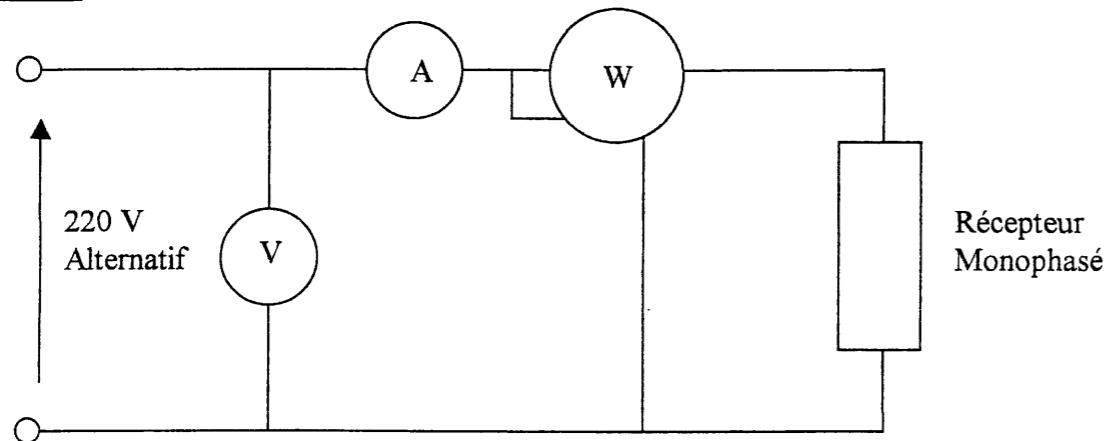 A
W
220 V
Alternatif
V
Récepteur
Monophasé